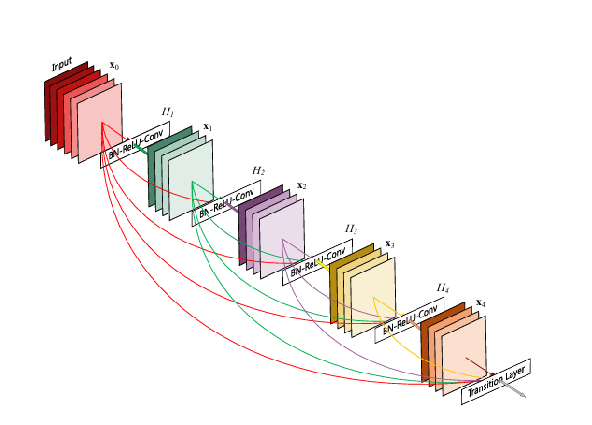 Input
x0
H1
BN-ReLU-Conv
x1
H2
BN-ReLU-Conv
x2
BN-ReLU-Conv
x3
H4
BN-ReLU-Conv
x4
Transition Layer